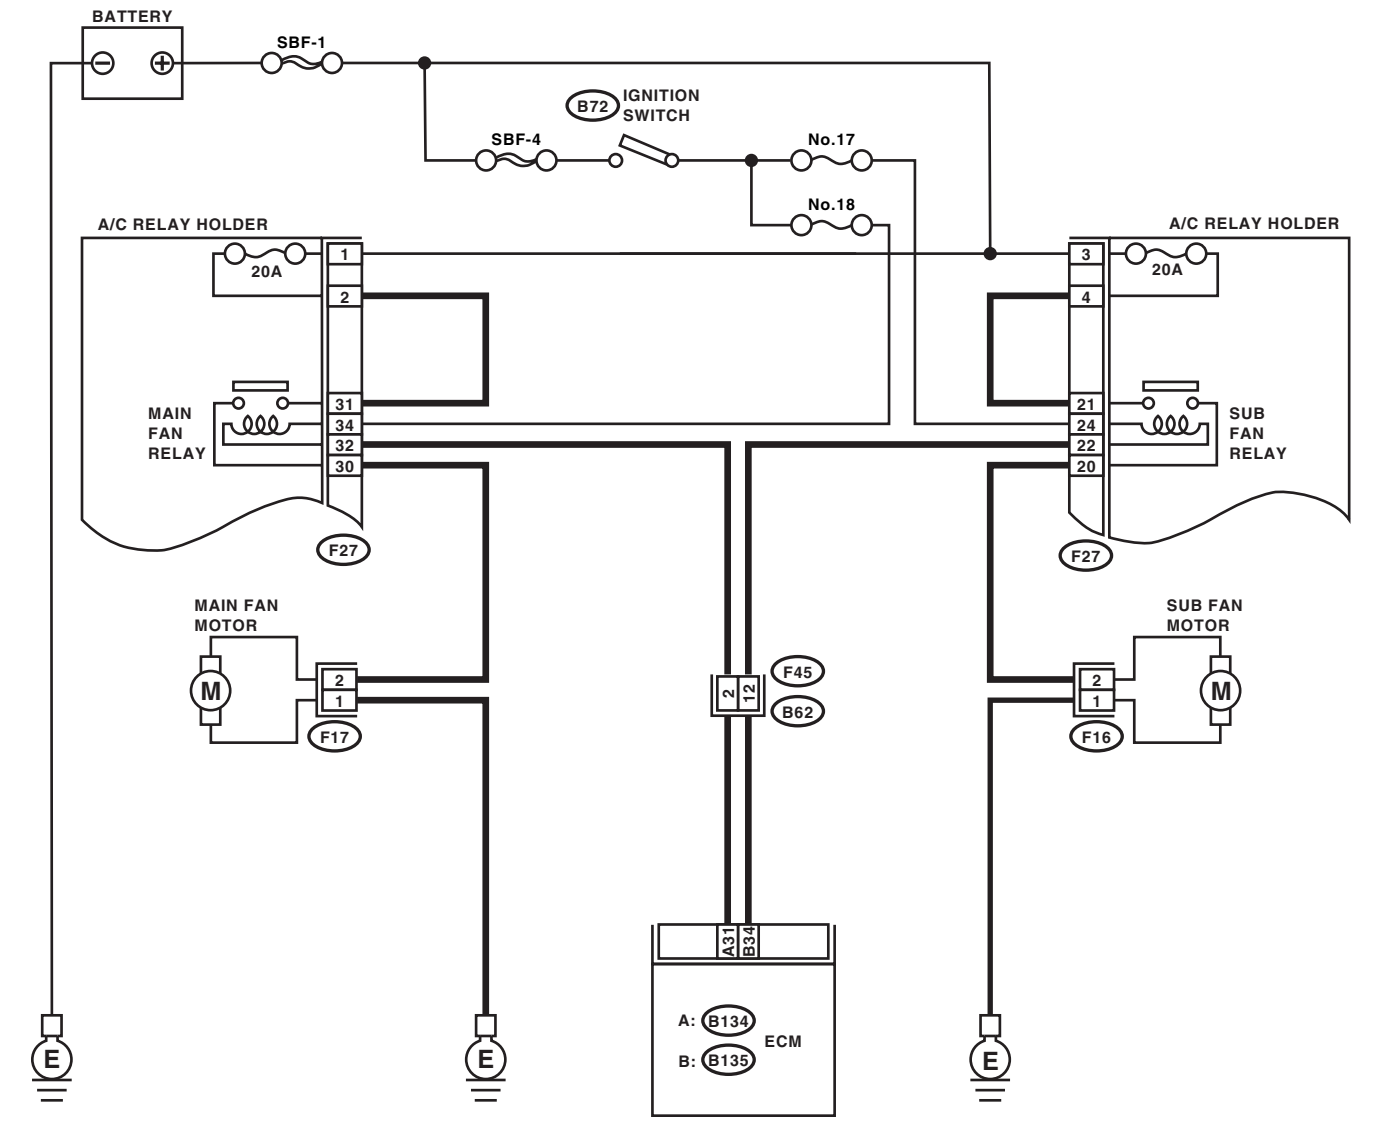 BATTERY
−
+
SBF-1
B72
IGNITION
SWITCH
SBF-4
No.17
No.18
A/C RELAY HOLDER
A/C RELAY HOLDER
20A
1
2
3
4
20A
MAIN
FAN
RELAY
31
34
32
30
21
24
22
20
SUB
FAN
RELAY
F27
F27
MAIN FAN
MOTOR
SUB FAN
MOTOR
M
2
1
F17
2
12
F45
B62
2
1
F16
M
A31
B34
A:
B134
ECM
B:
B135
E
E
E